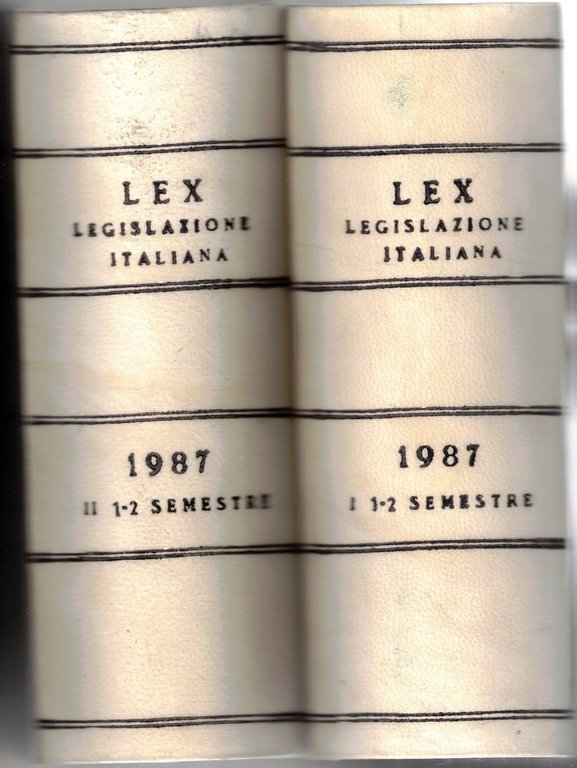 LEX
LEGISLAZIONE
ITALIANA
1987
II 1-2 SEMESTRE
LEX
LEGISLAZIONE
ITALIANA
1987
I 1-2 SEMESTRE